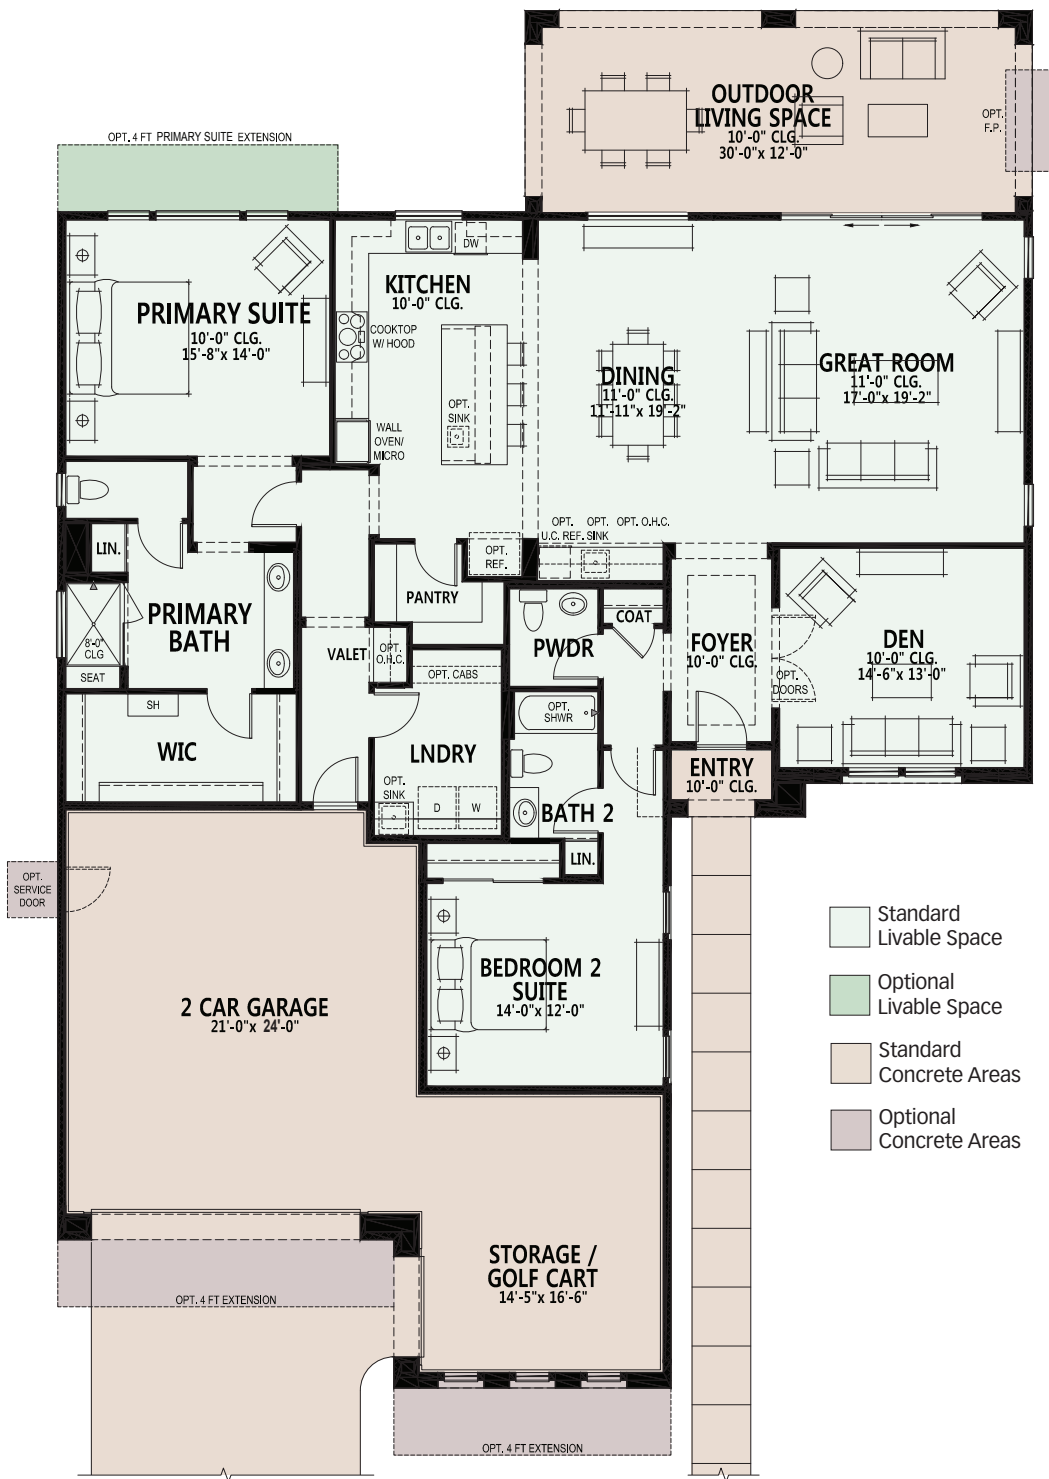 OUTDOOR
LIVING SPACE
10'-0" CLG.
30'-0"x 12'-0"
OPT.
F.P.
OPT. 4 FT PRIMARY SUITE EXTENSION
PRIMARY SUITE
10'-0" CLG.
15'-8"x 14'-0"
DW
KITCHEN
10'-0" CLG.
COOKTOP
W/ HOOD
OPT.
SINK
WALL
OVEN/
MICRO
DINING
11'-0" CLG.
11'-11"x 19'-2"
GREAT ROOM
11'-0" CLG.
17'-0"x 19'-2"
OPT.
U.C. REF.
OPT.
SINK
OPT. O.H.C.
OPT.
REF.
LIN.
PRIMARY
BATH
8'-0"
CLG
SEAT
PANTRY
VALET
OPT.
O.H.C.
OPT. CABS
PWDR
COAT
FOYER
10'-0" CLG.
OPT.
DOORS
DEN
10'-0" CLG.
14'-6"x 13'-0"
SH
WIC
LNDRY
OPT.
SINK
D
W
OPT.
SHWR
BATH 2
LIN.
ENTRY
10'-0" CLG.
OPT.
SERVICE
DOOR
2 CAR GARAGE
21'-0"x 24'-0"
BEDROOM 2
SUITE
14'-0"x 12'-0"
Standard
Livable Space
Optional
Livable Space
Standard
Concrete Areas
Optional
Concrete Areas
STORAGE /
GOLF CART
14'-5"x 16'-6"
OPT. 4 FT EXTENSION
OPT. 4 FT EXTENSION